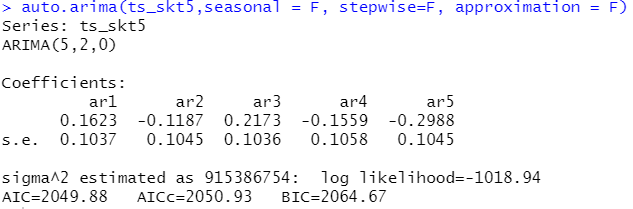 > auto.arima(ts_skt5,seasonal = F, stepwise=F, approximation = F)
Series: ts_skt5
ARIMA(5,2,0)
Coefficients:
ar1 ar2 ar3 ar4 ar5
0.1623 -0.1187 0.2173 -0.1559 -0.2988
s.e. 0.1037 0.1045 0.1036 0.1058 0.1045
sigma^2 estimated as 915386754: log likelihood=-1018.94
AIC=2049.88 AICc=2050.93 BIC=2064.67